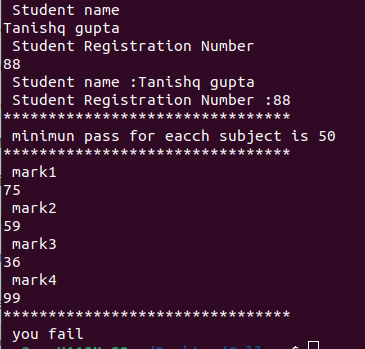 Student name
Tanishq gupta
Student Registration Number
88
Student name :Tanishq gupta
Student Registration Number :88
********************************
minimun pass for eacch subject is 50
********************************
mark1
75
mark2
59
mark3
36
mark4
99
********************************
you fail